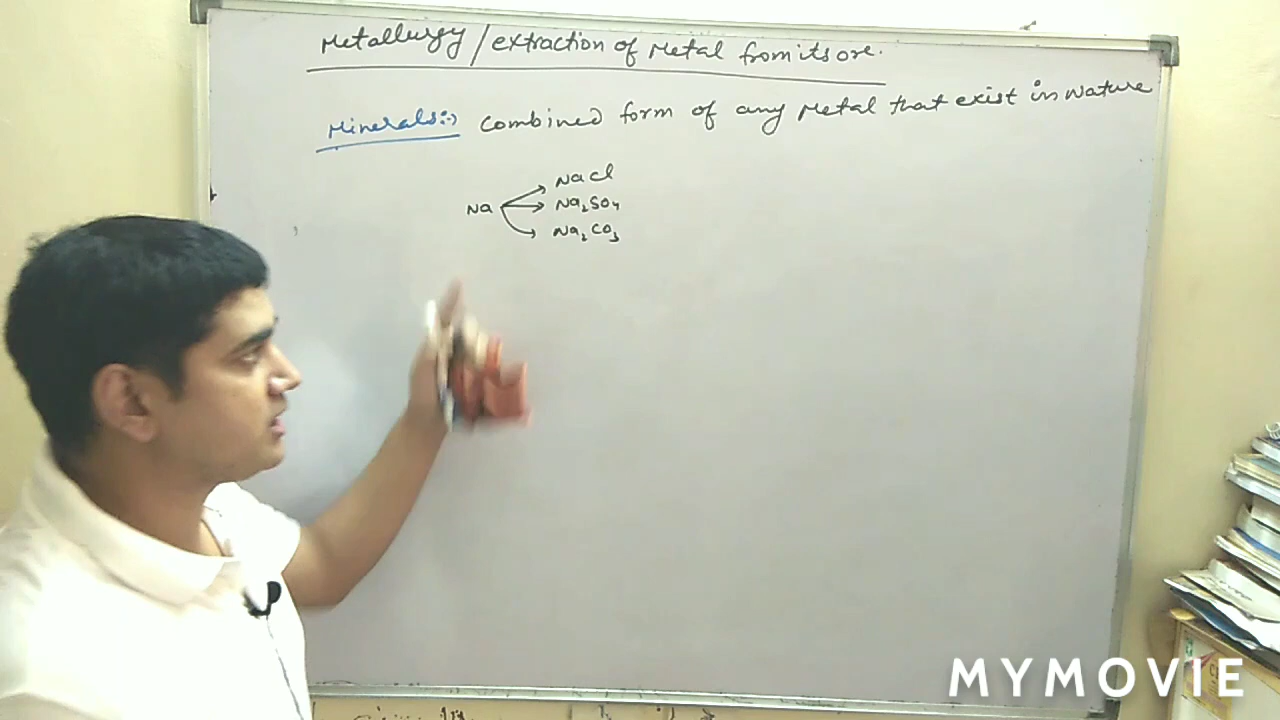 Metallurgy / extraction of Metal from its ore.
Minerals:-) Combined form of any Metal that exist in Nature
NaCl
Na Na₂SO₄
Na₂CO₃
MYMOVIE